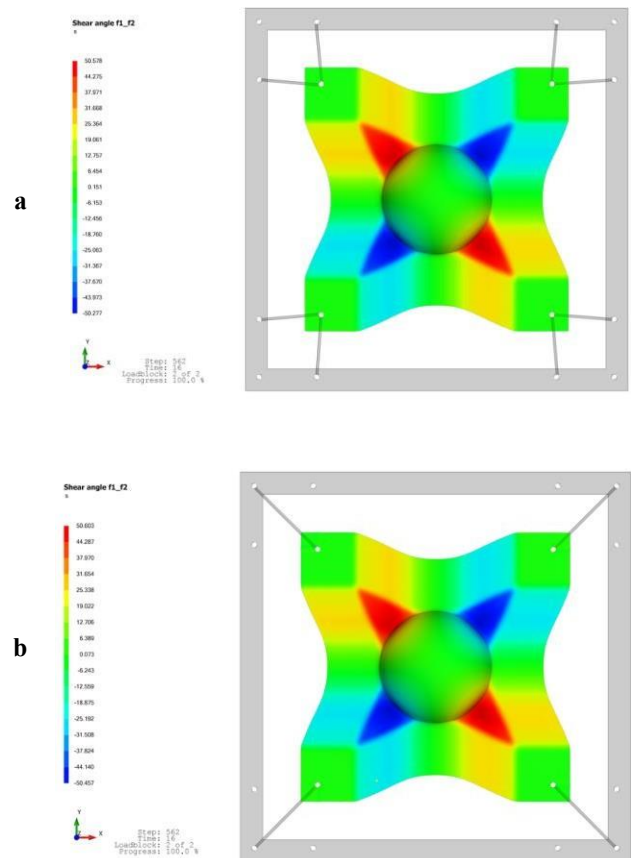 Shear angle f1_f2
50.578
44.275
37.971
31.668
25.364
19.061
12.757
6.454
0.151
-6.153
-12.456
-18.760
-25.063
-31.367
-37.670
-43.973
-50.277
a
Y
Z
X
Step: 562
Time: 16
Loadblock: 2 of 2
Progress: 100.0 %
Shear angle f1_f2
50.603
44.287
37.970
31.654
25.338
19.022
12.706
6.389
0.073
-6.243
-12.559
-18.875
-25.192
-31.508
-37.824
-44.140
-50.457
b
Y
Z
X
Step: 562
Time: 16
Loadblock: 2 of 2
Progress: 100.0 %